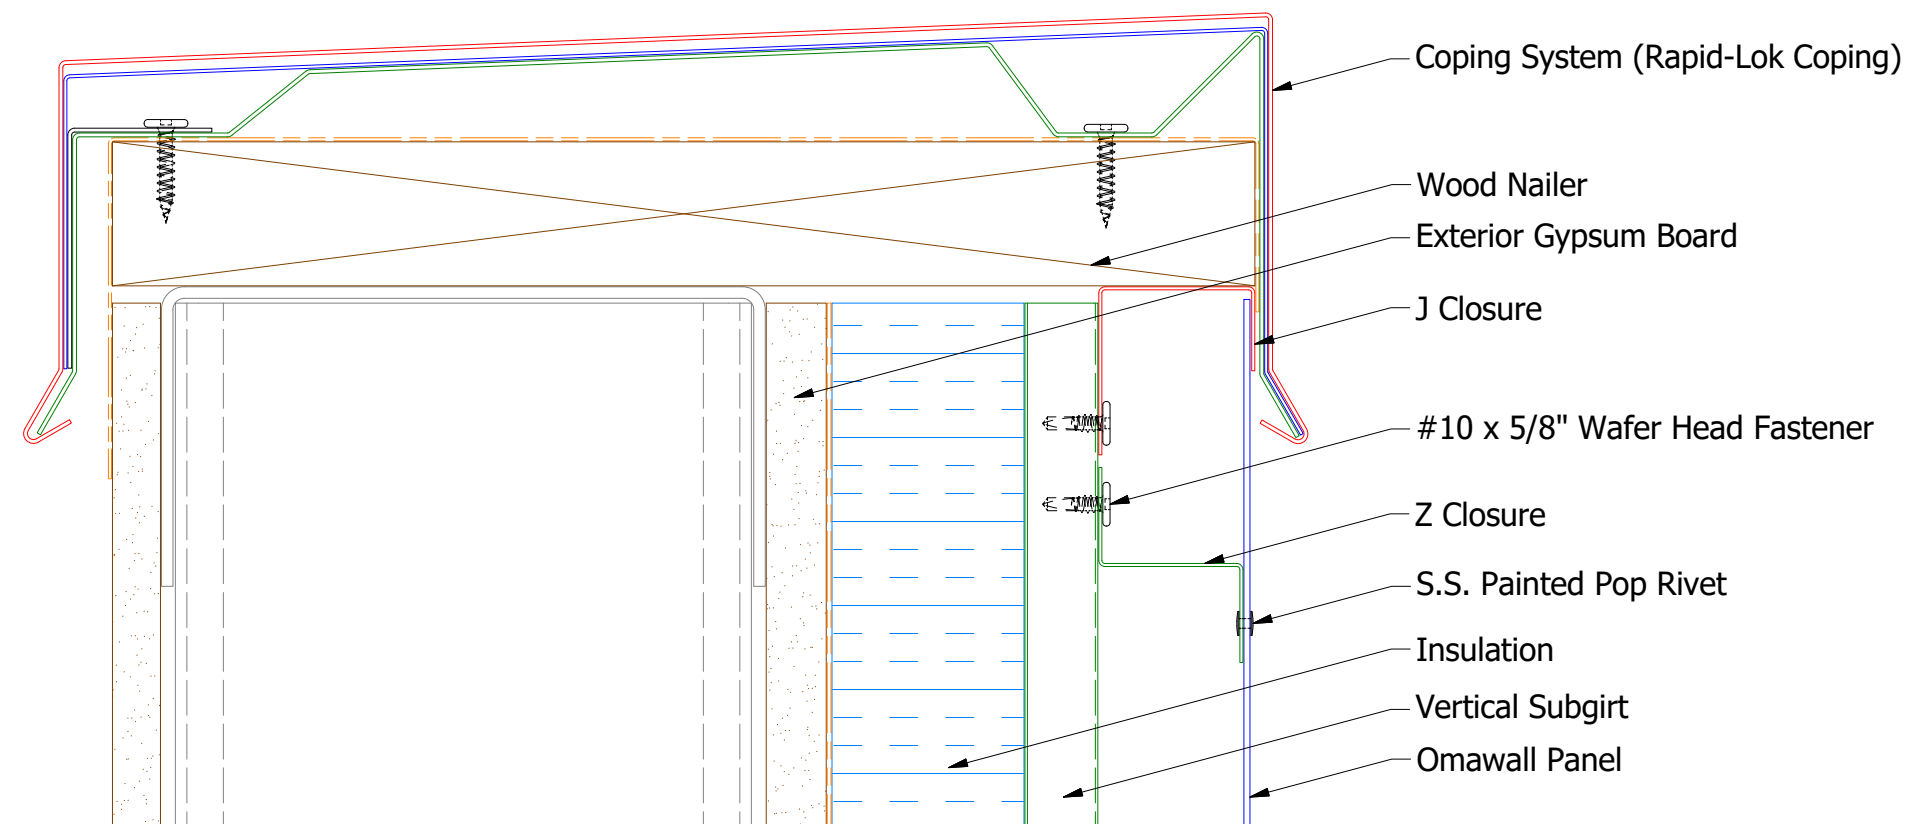 Coping System (Rapid-Lok Coping)
Wood Nailer
Exterior Gypsum Board
J Closure
#10 x 5/8" Wafer Head Fastener
Z Closure
S.S. Painted Pop Rivet
Insulation
Vertical Subgirt
Omawall Panel